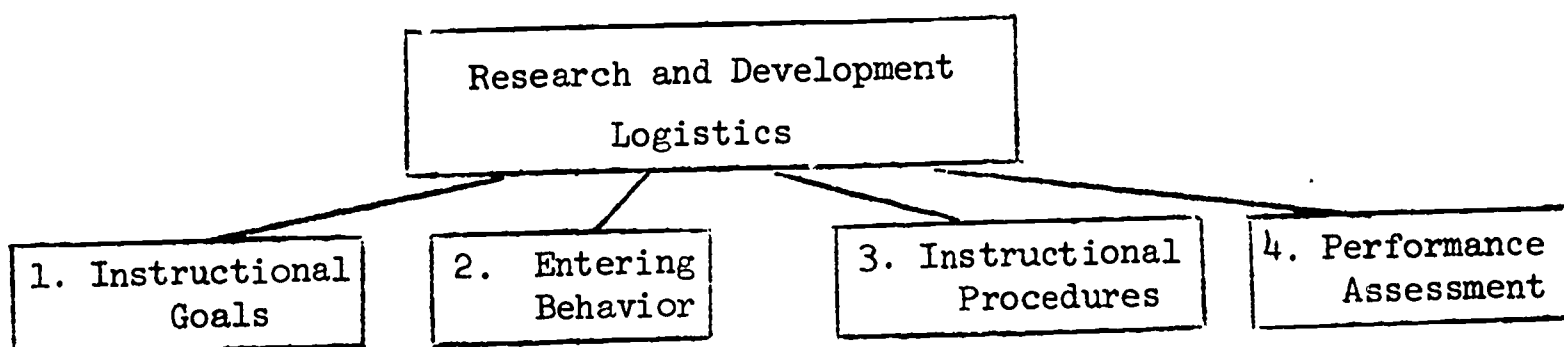 Research and Development
Logistics
1. Instructional
Goals
2. Entering
Behavior
3. Instructional
Procedures
4. Performance
Assessment